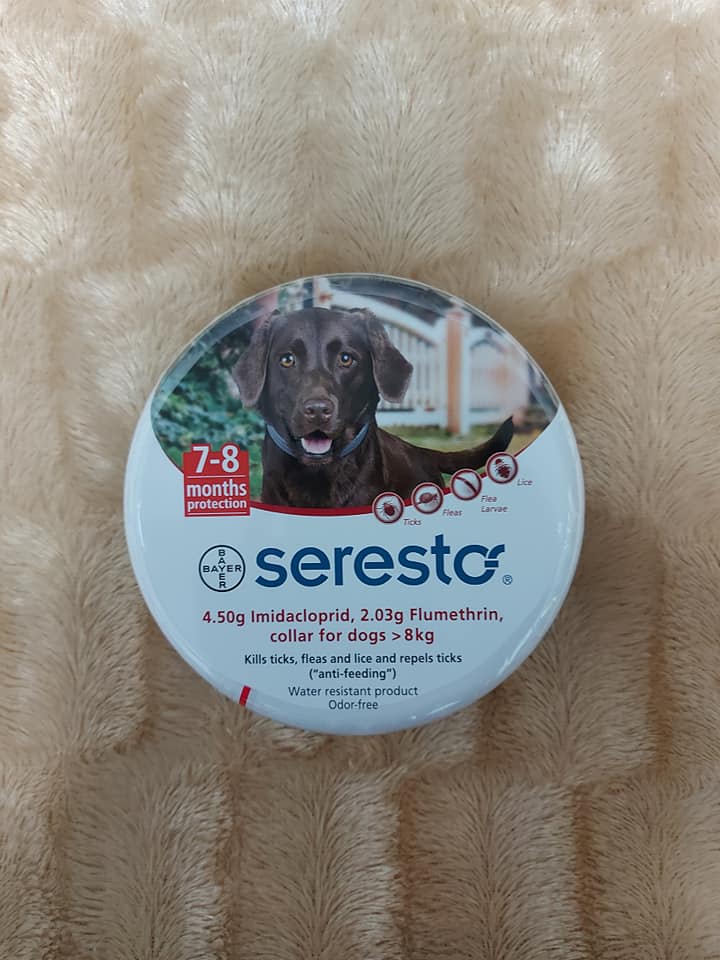 7-8
months
protection
Ticks
Fleas
Flea
Larvae
Lice
BAYER
BAYER
seresto®
4.50g Imidacloprid, 2.03g Flumethrin,
collar for dogs >8kg
Kills ticks, fleas and lice and repels ticks
("anti-feeding")
Water resistant product
Odor-free